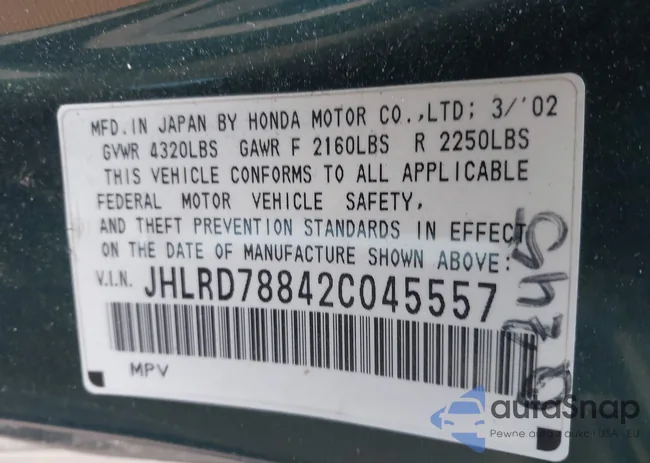 MFD. IN JAPAN BY HONDA MOTOR CO.,LTD; 3/'02
GVWR 4320LBS GAWR F 2160LBS R 2250LBS
THIS VEHICLE CONFORMS TO ALL APPLICABLE
FEDERAL MOTOR VEHICLE SAFETY,
AND THEFT PREVENTION STANDARDS IN EFFECT
ON THE DATE OF MANUFACTURE SHOWN ABOVE:
V.I.N. JHLRD78842C045557
MPV
autoSnap